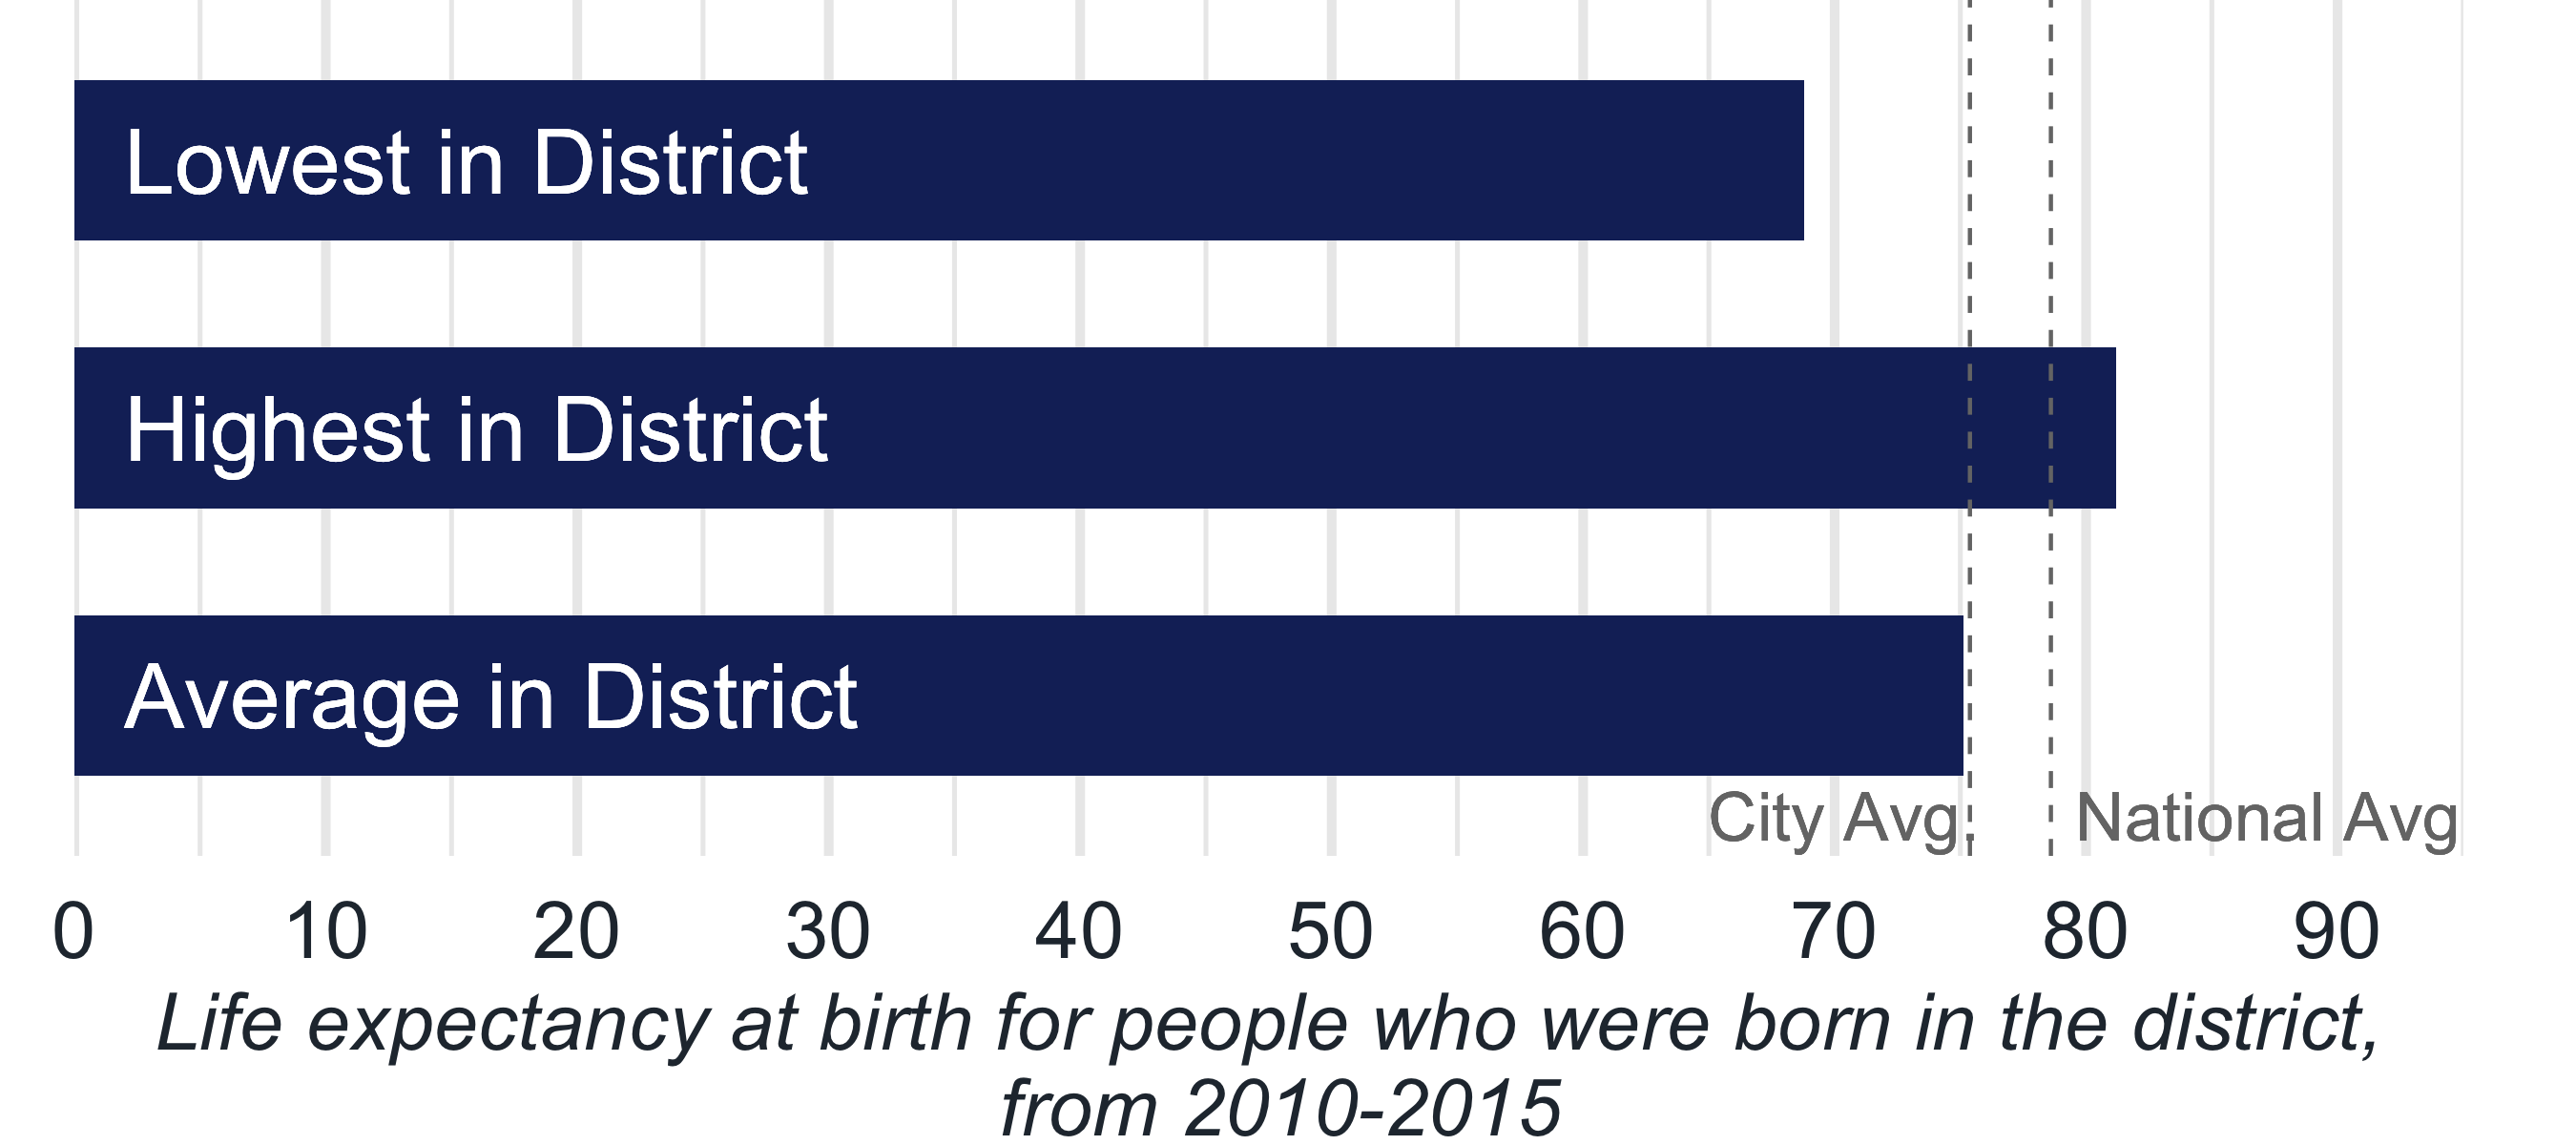 Lowest in District
Highest in District
Average in District
City Avg. National Avg
0 10 20 30 40 50 60 70 80 90
Life expectancy at birth for people who were born in the district,
from 2010-2015